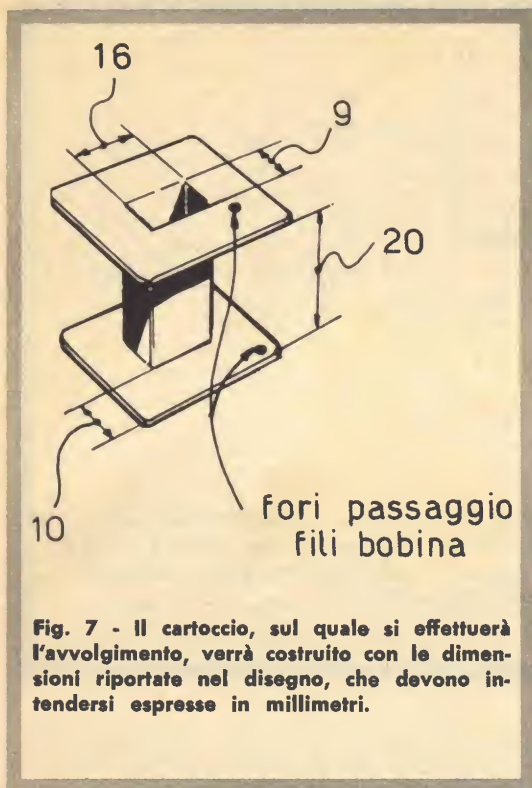 16
9
20
10
fori passaggio
fili bobina
Fig. 7 - Il cartoccio, sul quale si effettuerà
l'avvolgimento, verrà costruito con le dimen-
sioni riportate nel disegno, che devono in-
tendersi espresse in millimetri.